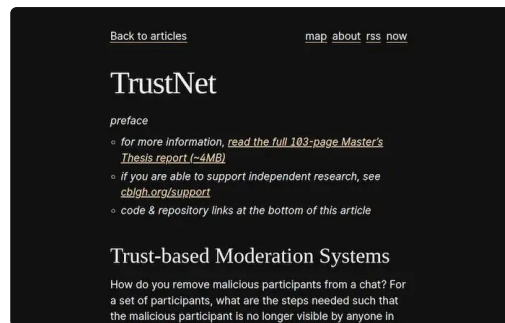 Back to articles map about rss now
TrustNet
preface
for more information, read the full 103-page Master's
Thesis report (~4MB)
if you are able to support independent research, see
cblgh.org/support
code & repository links at the bottom of this article
Trust-based Moderation Systems
How do you remove malicious participants from a chat? For
a set of participants, what are the steps needed such that
the malicious participant is no longer visible by anyone in